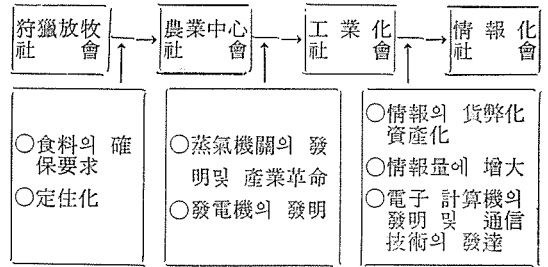 狩獵放牧
社會
農業中心
社會
工業化
社會
情報化
社會
○食料의 確
保要求
○定住化
○蒸氣機關의 發
明및 産業革命
○發電機의 發明
○情報의 貨幣化
資産化
○情報量에 增大
○電子 計算機의
發明 및 通信
技術의 發達